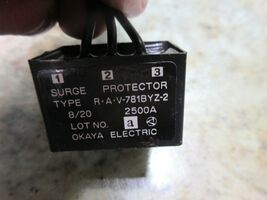 1 2 3
SURGE PROTECTOR
TYPE R·A·V-781BYZ-2
8/20 2500A
LOT NO. a
OKAYA ELECTRIC